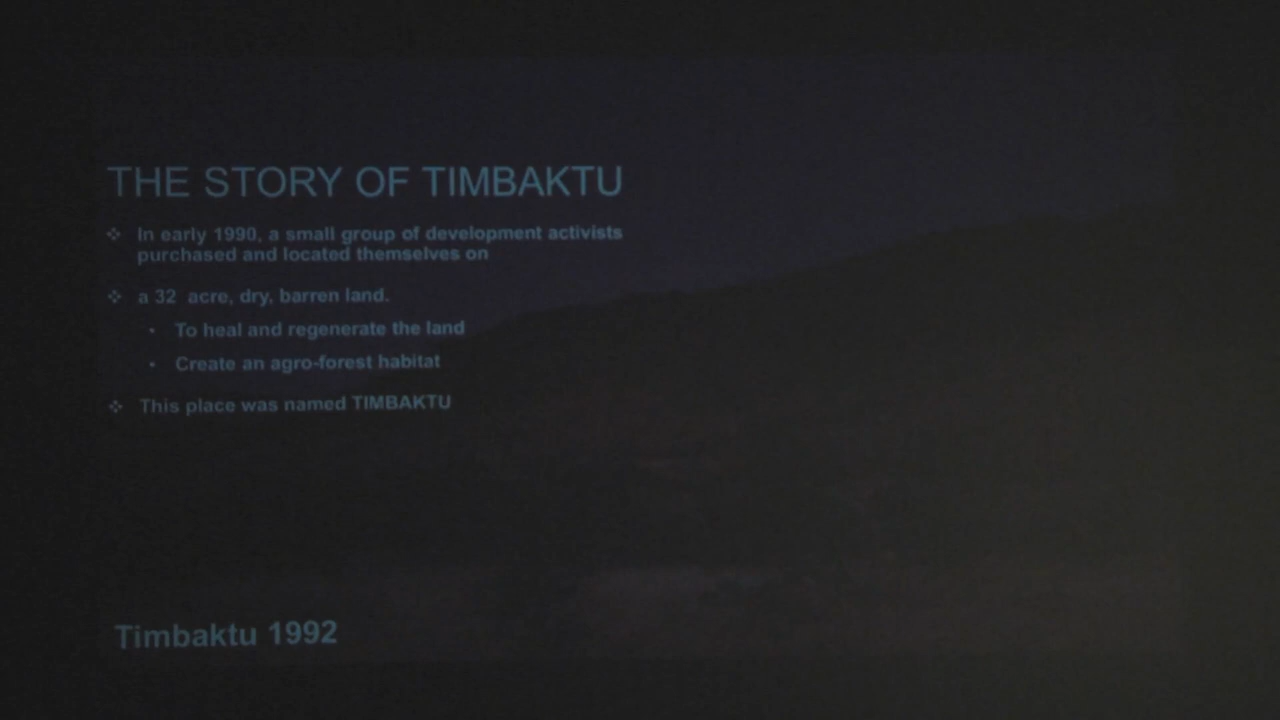 THE STORY OF TIMBAKTU
❖ In early 1990, a small group of development activists
purchased and located themselves on
❖ a 32 acre, dry, barren land.
• To heal and regenerate the land
• Create an agro-forest habitat
❖ This place was named TIMBAKTU
Timbaktu 1992